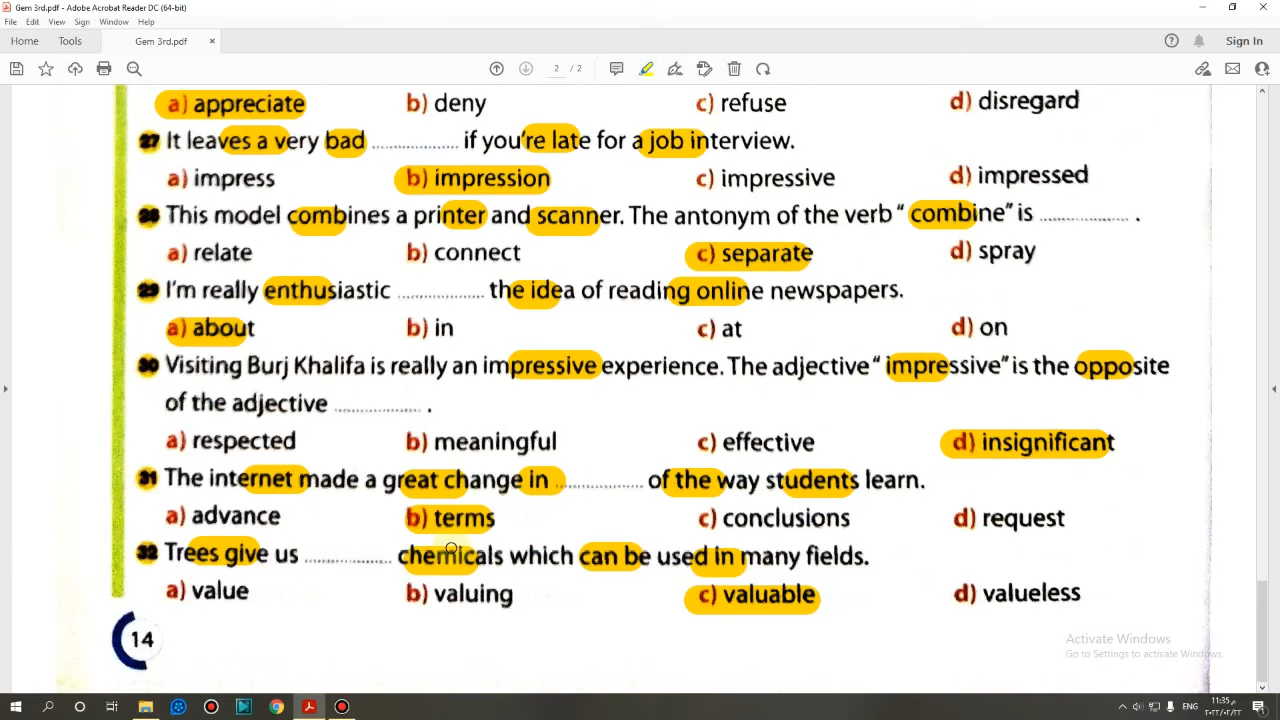 Gem 3rd.pdf - Adobe Acrobat Reader DC (64-bit)
File Edit View Sign Window Help
Home Tools Gem 3rd.pdf × Sign In
2 / 2
a) appreciate b) deny c) refuse d) disregard
27 It leaves a very bad .................... if you're late for a job interview.
a) impress b) impression c) impressive d) impressed
28 This model combines a printer and scanner. The antonym of the verb "combine" is .................... .
a) relate b) connect c) separate d) spray
29 I'm really enthusiastic .................... the idea of reading online newspapers.
a) about b) in c) at d) on
30 Visiting Burj Khalifa is really an impressive experience. The adjective "impressive" is the opposite
of the adjective .................... .
a) respected b) meaningful c) effective d) insignificant
31 The internet made a great change in .................... of the way students learn.
a) advance b) terms c) conclusions d) request
32 Trees give us .................... chemicals which can be used in many fields.
a) value b) valuing c) valuable d) valueless
14
Activate Windows
Go to Settings to activate Windows.
ENG 11:35 م